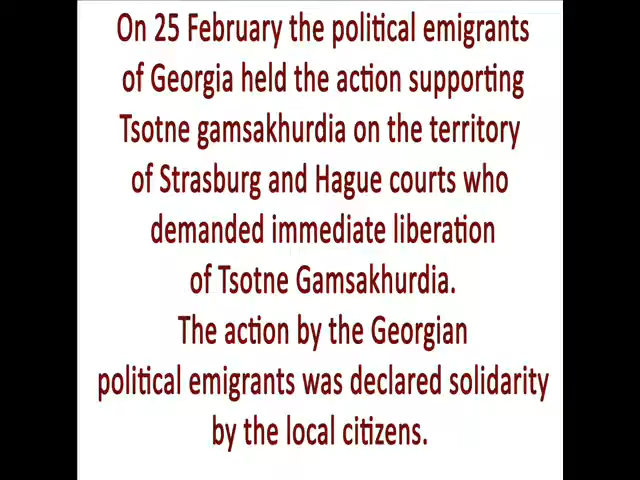 On 25 February the political emigrants
of Georgia held the action supporting
Tsotne gamsakhurdia on the territory
of Strasburg and Hague courts who
demanded immediate liberation
of Tsotne Gamsakhurdia.
The action by the Georgian
political emigrants was declared solidarity
by the local citizens.